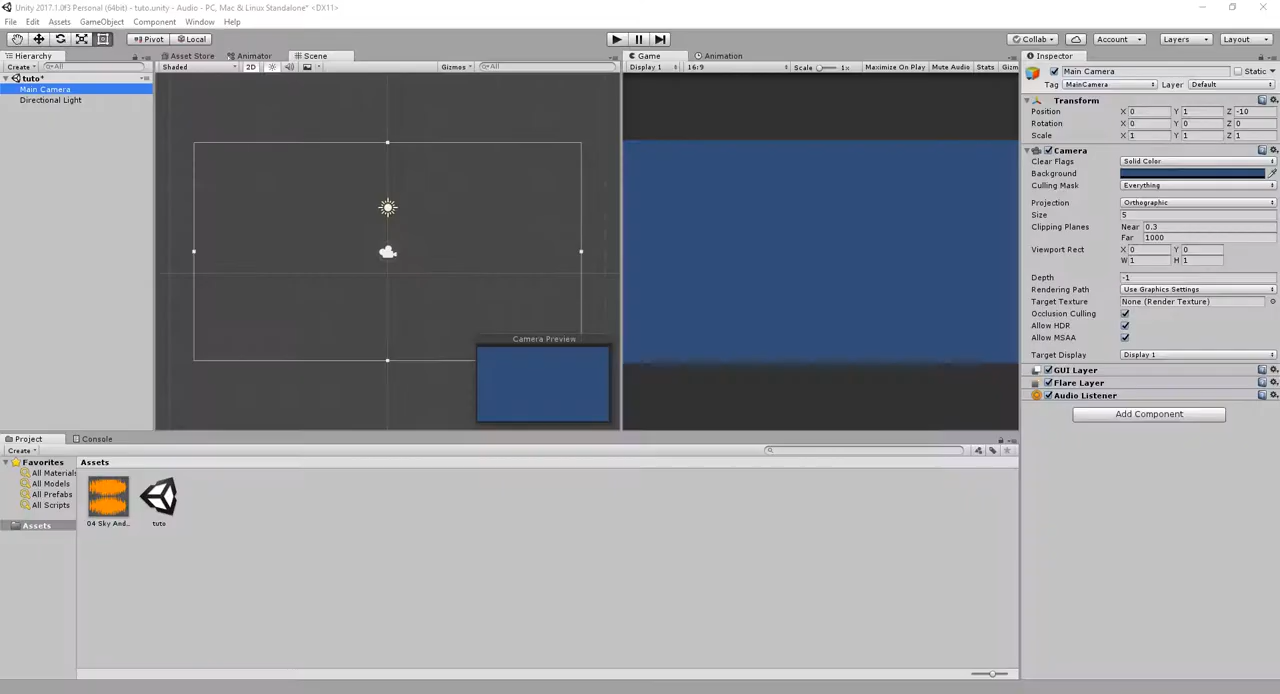 Unity 2017.1.0f3 Personal (64bit) - tuto.unity - Audio - PC, Mac & Linux Standalone* <DX11>
File Edit Assets GameObject Component Window Help
Pivot Local Collab Account Layers Layout
Hierarchy Asset Store Animator Scene Game Animation Inspector
Create All Shaded 2D Gizmos All Display 1 16:9 Scale 1x Maximize On Play Mute Audio Stats Gizm
tuto*
Main Camera
Directional Light
Camera Preview
Main Camera Static
Tag MainCamera Layer Default
Transform
Position X 0 Y 1 Z -10
Rotation X 0 Y 0 Z 0
Scale X 1 Y 1 Z 1
Camera
Clear Flags Solid Color
Background
Culling Mask Everything
Projection Orthographic
Size 5
Clipping Planes Near 0.3
Far 1000
Viewport Rect X 0 Y 0
W 1 H 1
Depth -1
Rendering Path Use Graphics Settings
Target Texture None (Render Texture)
Occlusion Culling
Allow HDR
Allow MSAA
Target Display Display 1
GUI Layer
Flare Layer
Audio Listener
Add Component
Project Console
Create
Favorites
All Materials
All Models
All Prefabs
All Scripts
Assets
Assets
04 Sky And.. tuto